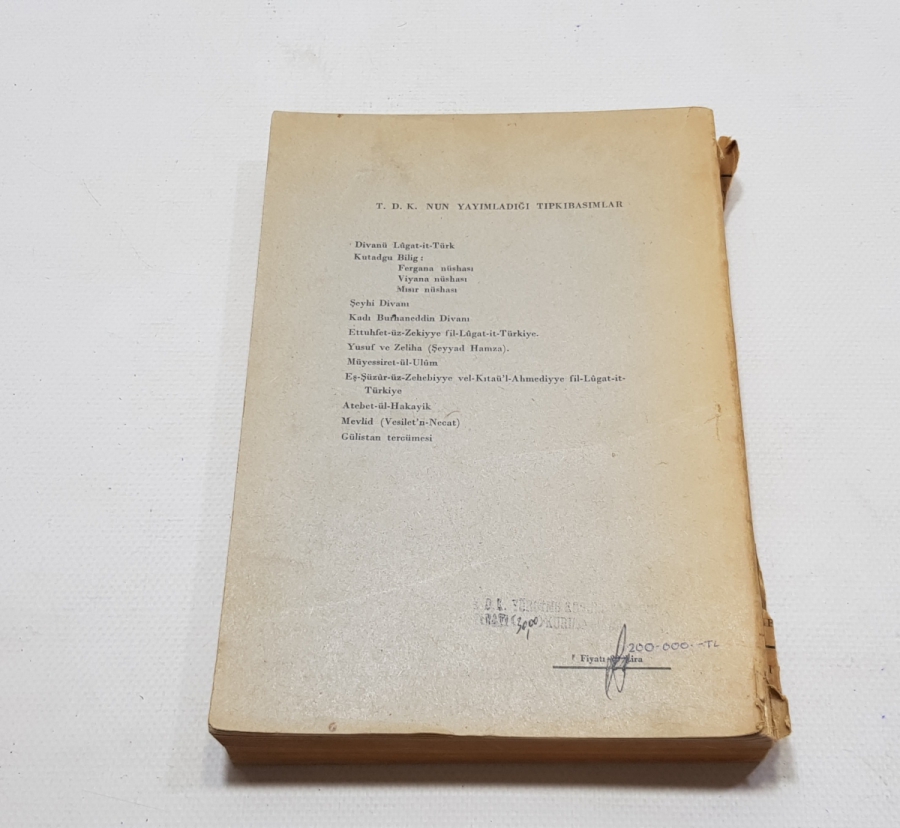 T. D. K. NUN YAYIMLADIĞI TIPKIBASIMLAR
Divanü Lûgat-it-Türk
Kutadgu Bilig :
Fergana nüshası
Viyana nüshası
Mısır nüshası
Şeyhi Divanı
Kadı Burhaneddin Divanı
Ettuhfet-üz-Zekiyye fil-Lûgat-it-Türkiye.
Yusuf ve Zeliha (Şeyyad Hamza).
Müyessiret-ül-Ulûm
Eş-Şüzûr-üz-Zehebiyye vel-Kıtaü'l-Ahmediyye fil-Lûgat-it-
Türkiye
Atebet-ül-Hakayik
Mevlid (Vesilet'n-Necat)
Gülistan tercümesi
YÖNETME
200-000.-TL
Fiyatı lira